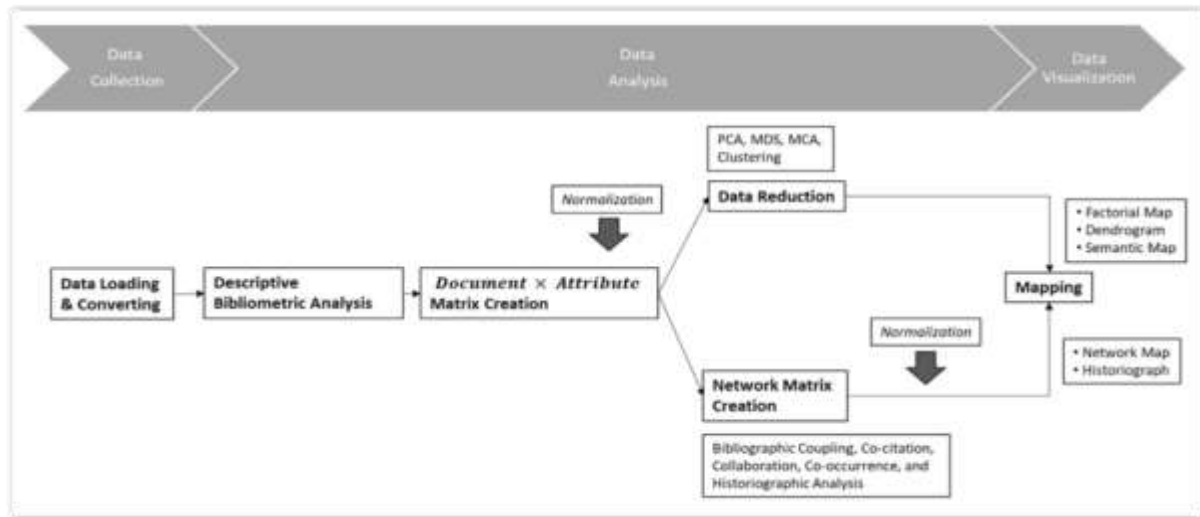 Data
Collection
Data
Analysis
Data
Visualization
PCA, MDS, MCA,
Clustering
Normalization
Data Reduction
• Factorial Map
• Dendrogram
• Semantic Map
Data Loading
& Converting
Descriptive
Bibliometric Analysis
Document × Attribute
Matrix Creation
Mapping
Normalization
• Network Map
• Historiograph
Network Matrix
Creation
Bibliographic Coupling, Co-citation,
Collaboration, Co-occurrence, and
Historiographic Analysis